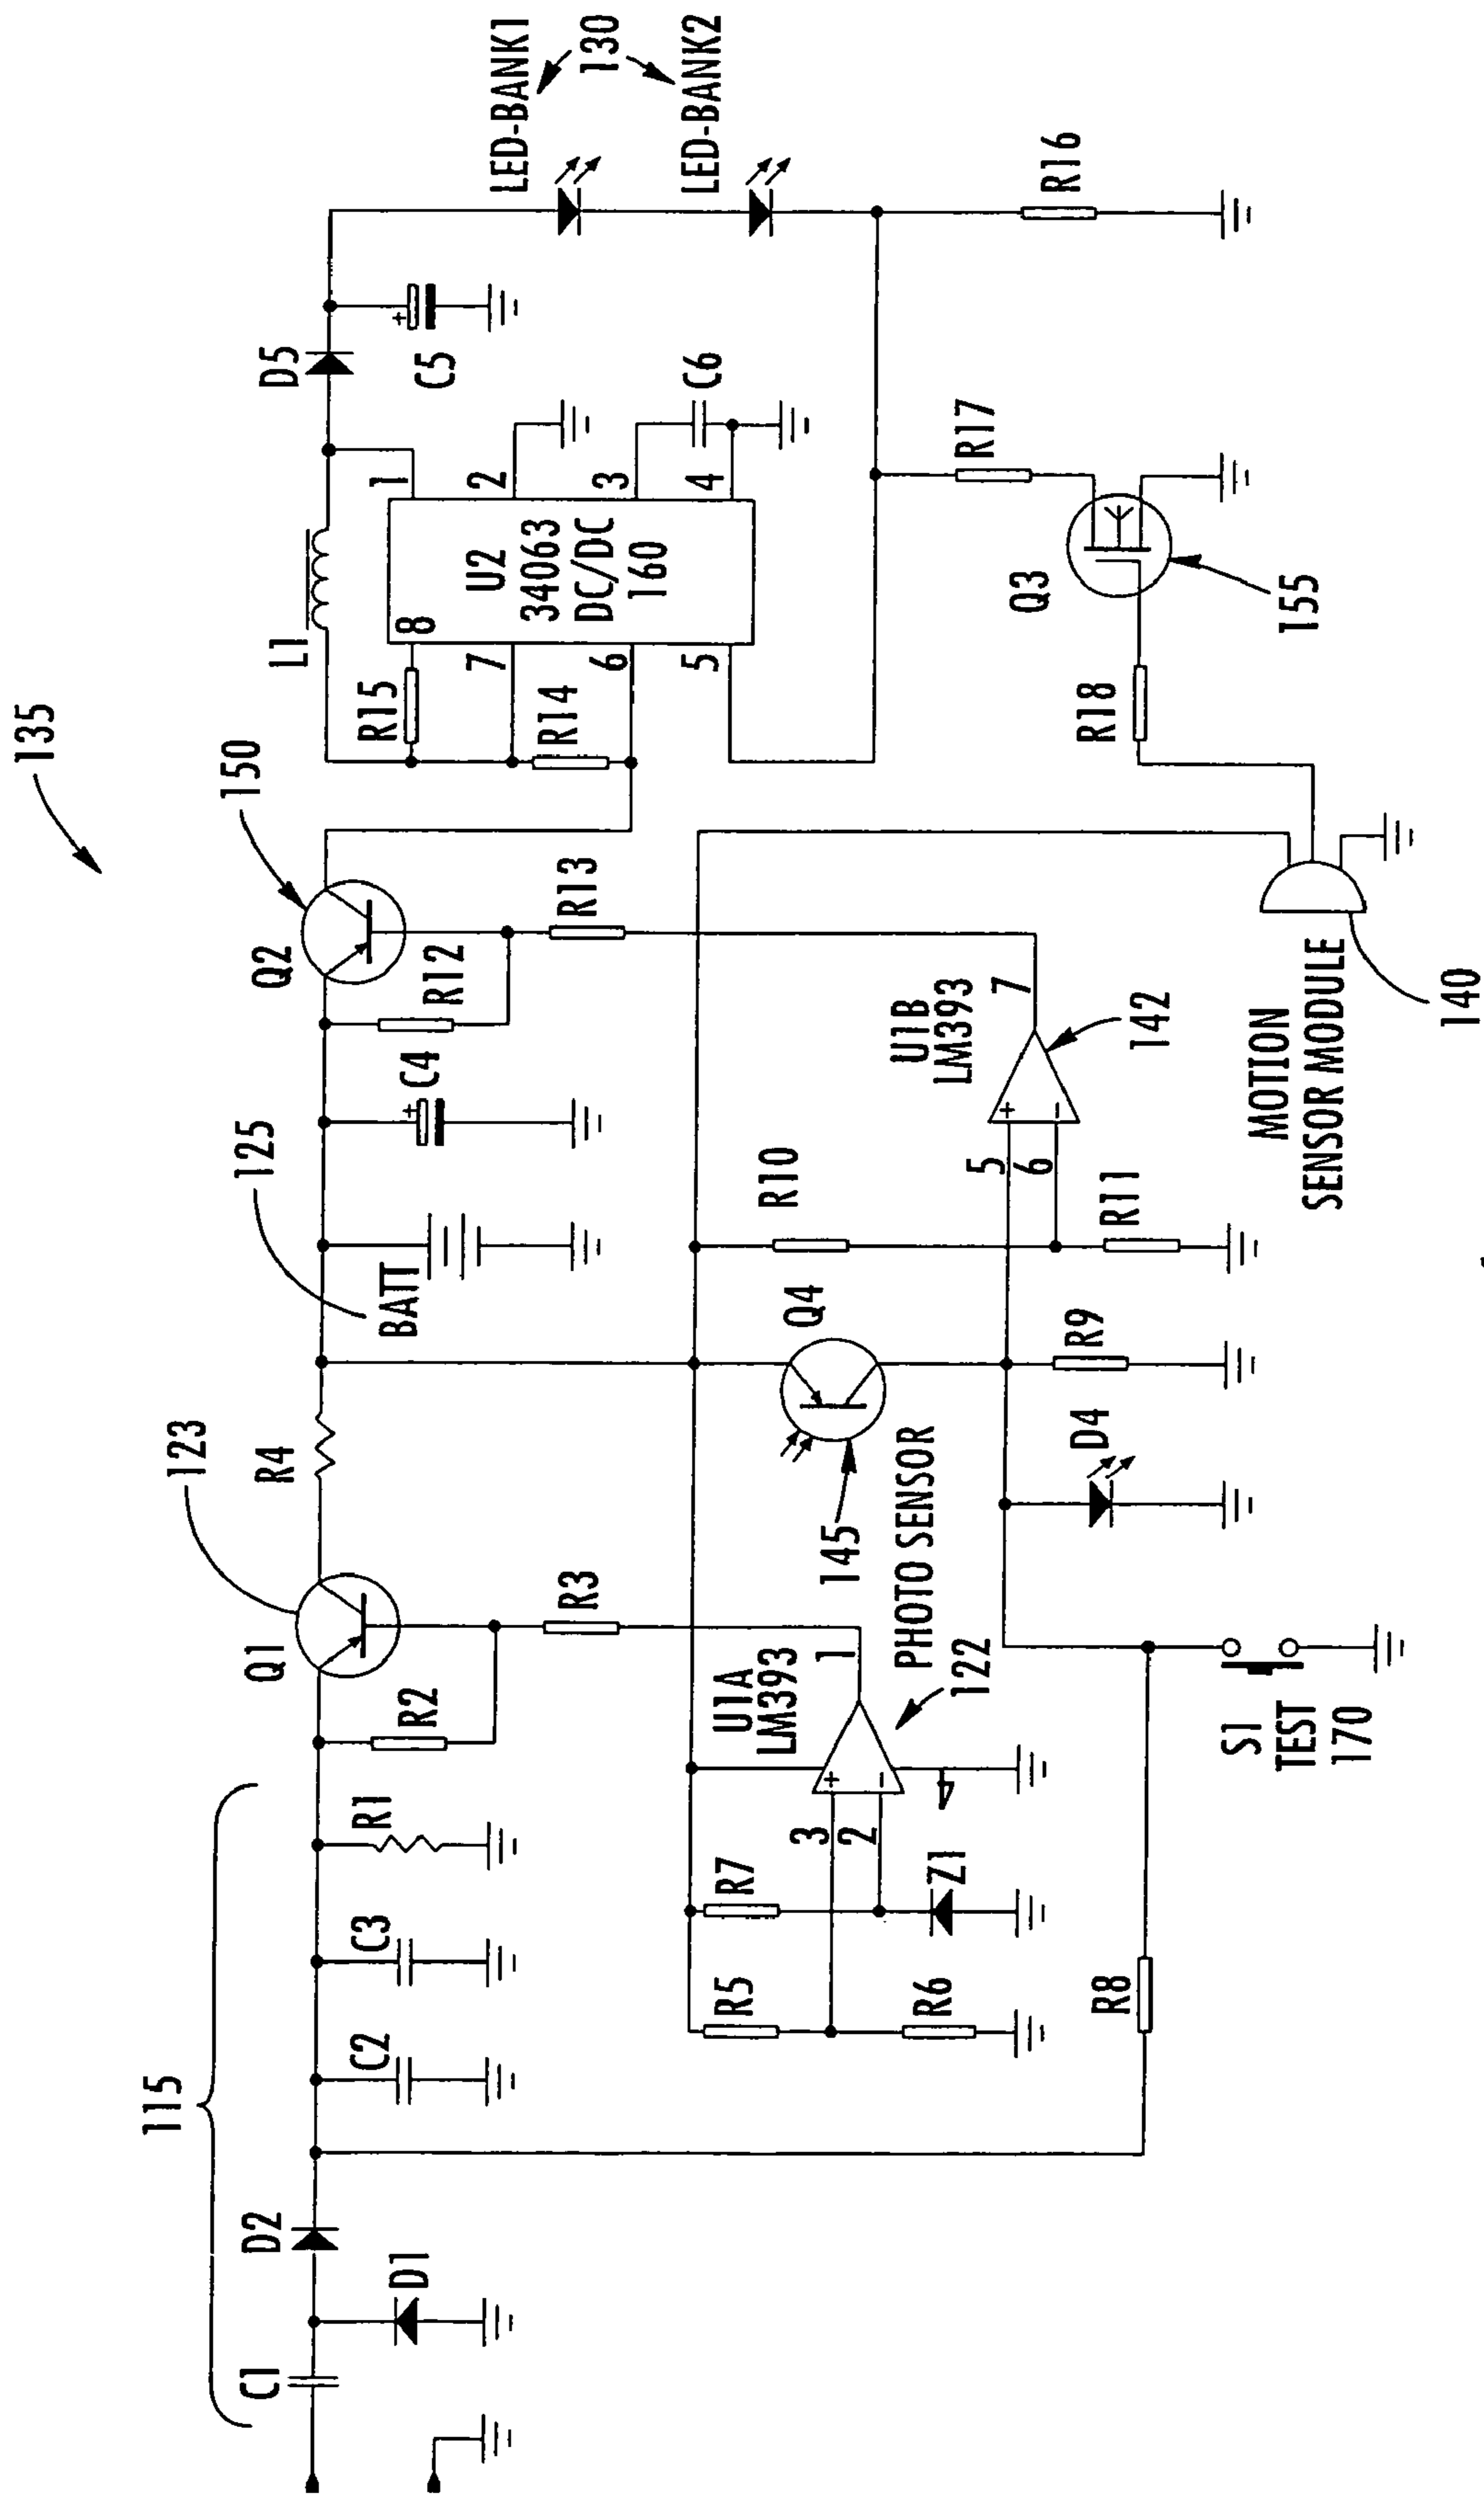 135
115
C1
D2
D1
C2
C3
R1
R2
Q1
123
R3
R4
125
BATT
C4
Q2
150
R12
R13
L1
R15
8
7
R14
6
5
U2
34063
DC/DC
160
1
2
3
4
D5
C5
+
C6
LED-BANK1
130
LED-BANK2
R16
R17
Q3
155
R18
R5
R6
R7
Z1
3
2
+
−
U1A
LM393
1
4
122
PHOTO SENSOR
145
Q4
R10
R9
R11
D4
5
6
+
−
U1B
LM393
7
142
MOTION
SENSOR MODULE
140
R8
S1
TEST
170
+